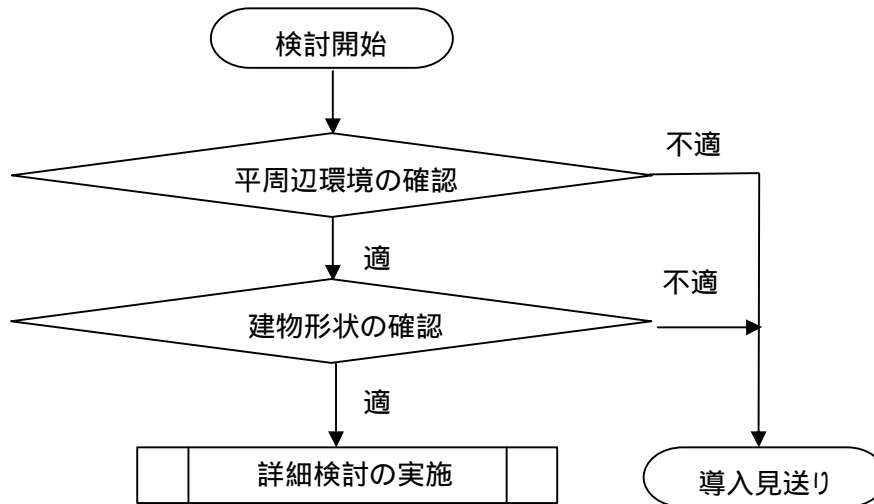 検討開始
不適
平周辺環境の確認
適
不適
建物形状の確認
適
詳細検討の実施
導入見送り